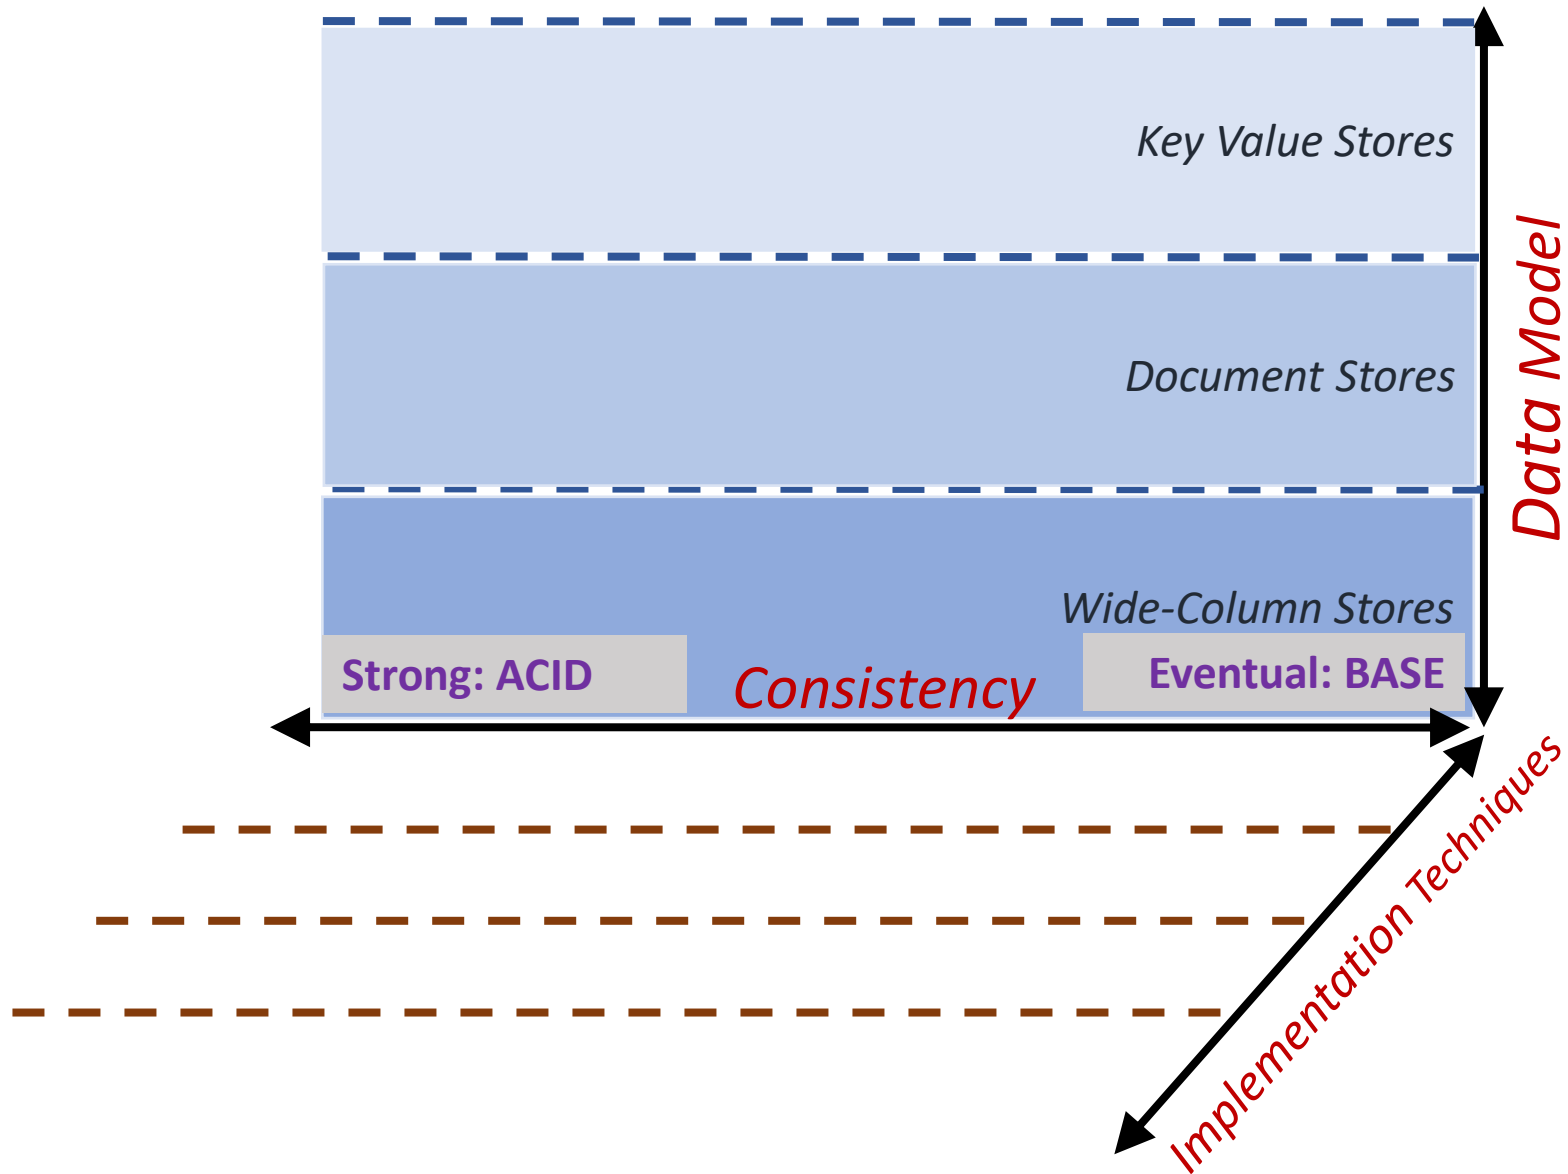 Key Value Stores
Document Stores
Data Model
Wide-Column Stores
Strong: ACID
Consistency
Eventual: BASE
Implementation Techniques